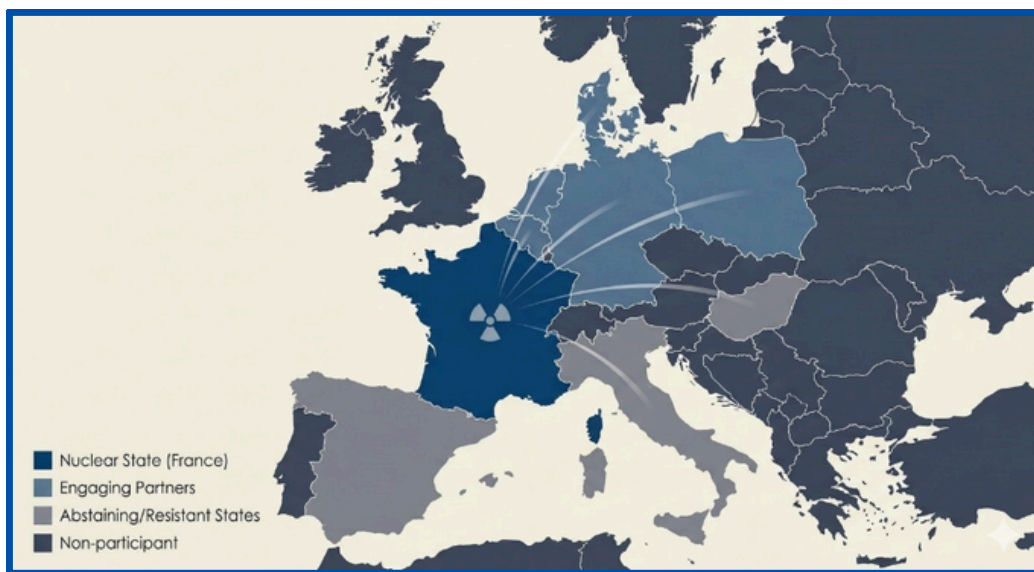 Nuclear State (France)
Engaging Partners
Abstaining/Resistant States
Non-participant